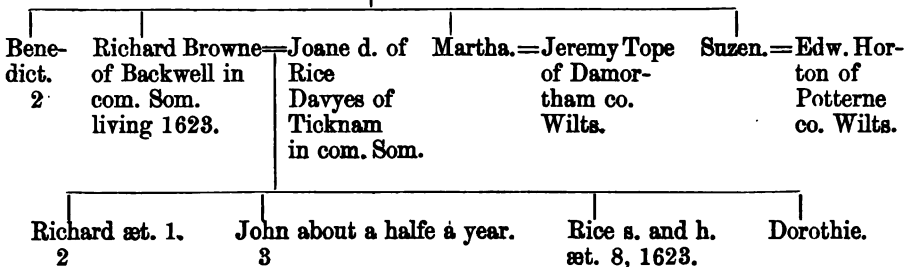 Bene-
dict.
2
Richard Browne=Joane d. of
of Backwell in
com. Som.
living 1623.
Rice
Davyes of
Ticknam
in com. Som.
Martha.=Jeremy Tope
of Damor-
tham co.
Wilts.
Suzen.=Edw. Hor-
ton of
Potterne
co. Wilts.
Richard æt. 1.
2
John about a halfe á year.
3
Rice s. and h.
æt. 8, 1623.
Dorothie.